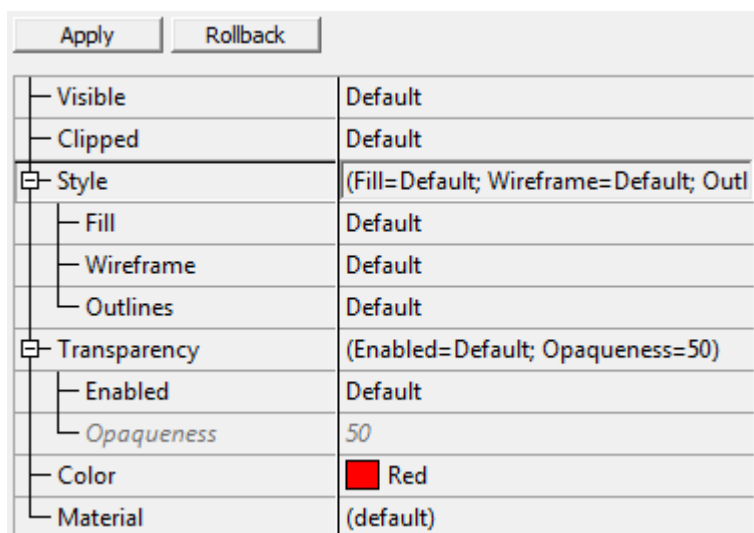 Apply Rollback
Visible Default
Clipped Default
Style (Fill=Default; Wireframe=Default; Outl
Fill Default
Wireframe Default
Outlines Default
Transparency (Enabled=Default; Opaqueness=50)
Enabled Default
Opaqueness 50
Color Red
Material (default)